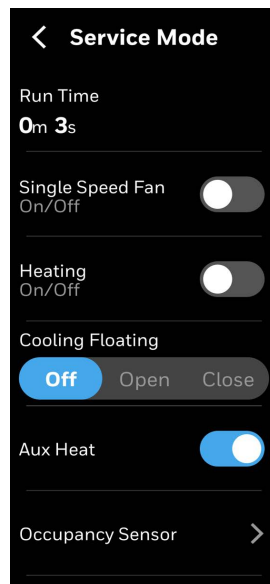 Service Mode
Run Time
0m 3s
Single Speed Fan
On/Off
Heating
On/Off
Cooling Floating
Off Open Close
Aux Heat
Occupancy Sensor